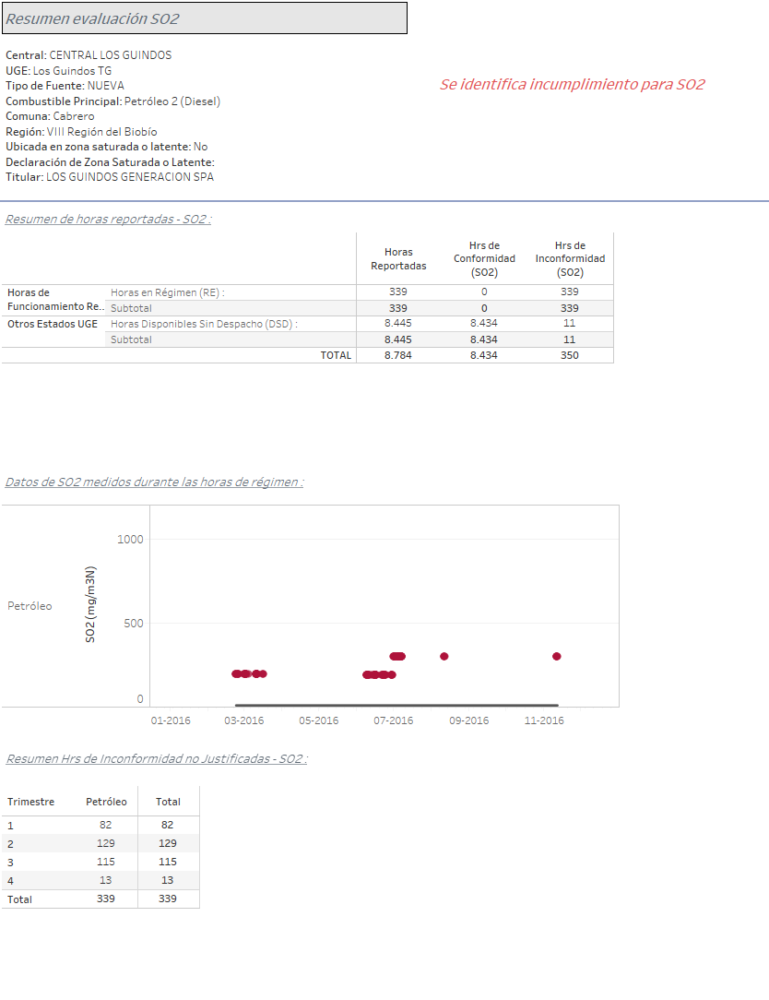 Resumen evaluación SO2
Central: CENTRAL LOS GUINDOS
UGE: Los Guindos TG
Tipo de Fuente: NUEVA
Combustible Principal: Petróleo 2 (Diesel)
Comuna: Cabrero
Región: VIII Región del Biobío
Ubicada en zona saturada o latente: No
Declaración de Zona Saturada o Latente:
Titular: LOS GUINDOS GENERACION SPA
Se identifica incumplimiento para SO2
Resumen de horas reportadas - SO2 :
Horas Reportadas
Hrs de Conformidad (SO2)
Hrs de Inconformidad (SO2)
Horas de Funcionamiento Re..
Horas en Régimen (RE) : 339 0 339
Subtotal 339 0 339
Otros Estados UGE Horas Disponibles Sin Despacho (DSD) : 8.445 8.434 11
Subtotal 8.445 8.434 11
TOTAL 8.784 8.434 350
Datos de SO2 medidos durante las horas de régimen :
Petróleo
SO2 (mg/m3N)
1000
500
0
01-2016 03-2016 05-2016 07-2016 09-2016 11-2016
Resumen Hrs de Inconformidad no Justificadas - SO2 :
Trimestre Petróleo Total
1 82 82
2 129 129
3 115 115
4 13 13
Total 339 339